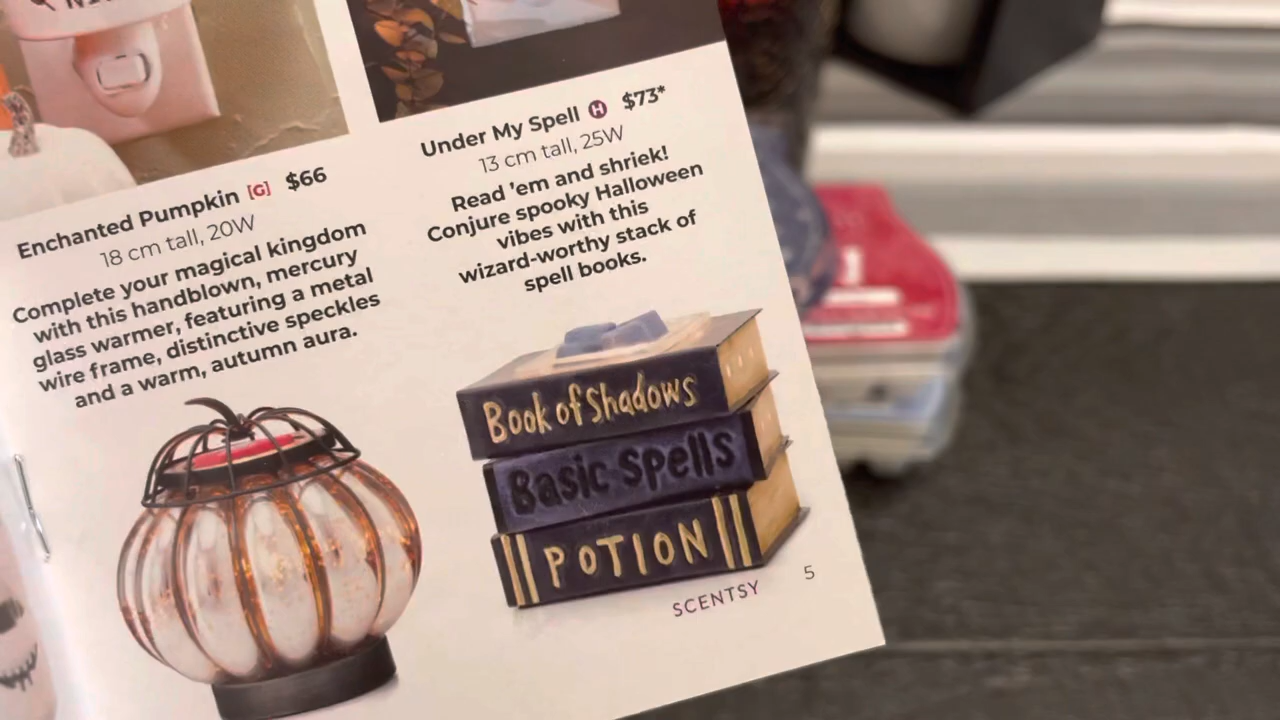 Enchanted Pumpkin [G] $66
18 cm tall, 20W
Complete your magical kingdom
with this handblown, mercury
glass warmer, featuring a metal
wire frame, distinctive speckles
and a warm, autumn aura.
Under My Spell H $73*
13 cm tall, 25W
Read 'em and shriek!
Conjure spooky Halloween
vibes with this
wizard-worthy stack of
spell books.
Book of Shadows
Basic Spells
POTION
SCENTSY 5